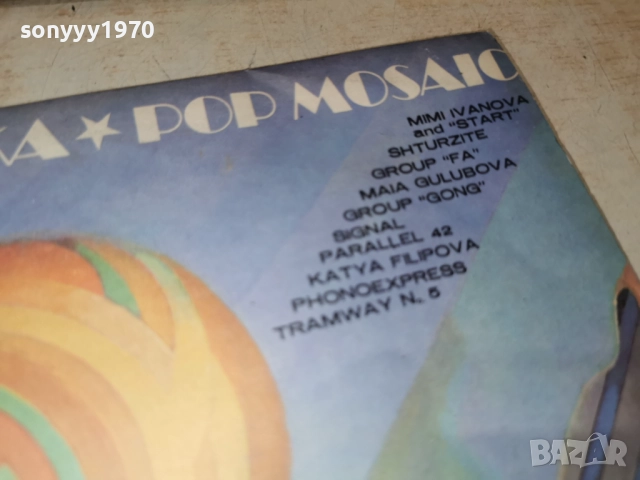 sonyyy1970
КА★POP MOSAIC
MIMI IVANOVA
and "START"
SHTURZITE
GROUP "FA"
MAIA GULUBOVA
GROUP "GONG"
SIGNAL
PARALLEL 42
KATYA FILIPOVA
PHONOEXPRESS
TRAMWAY N. 5
BAZAR